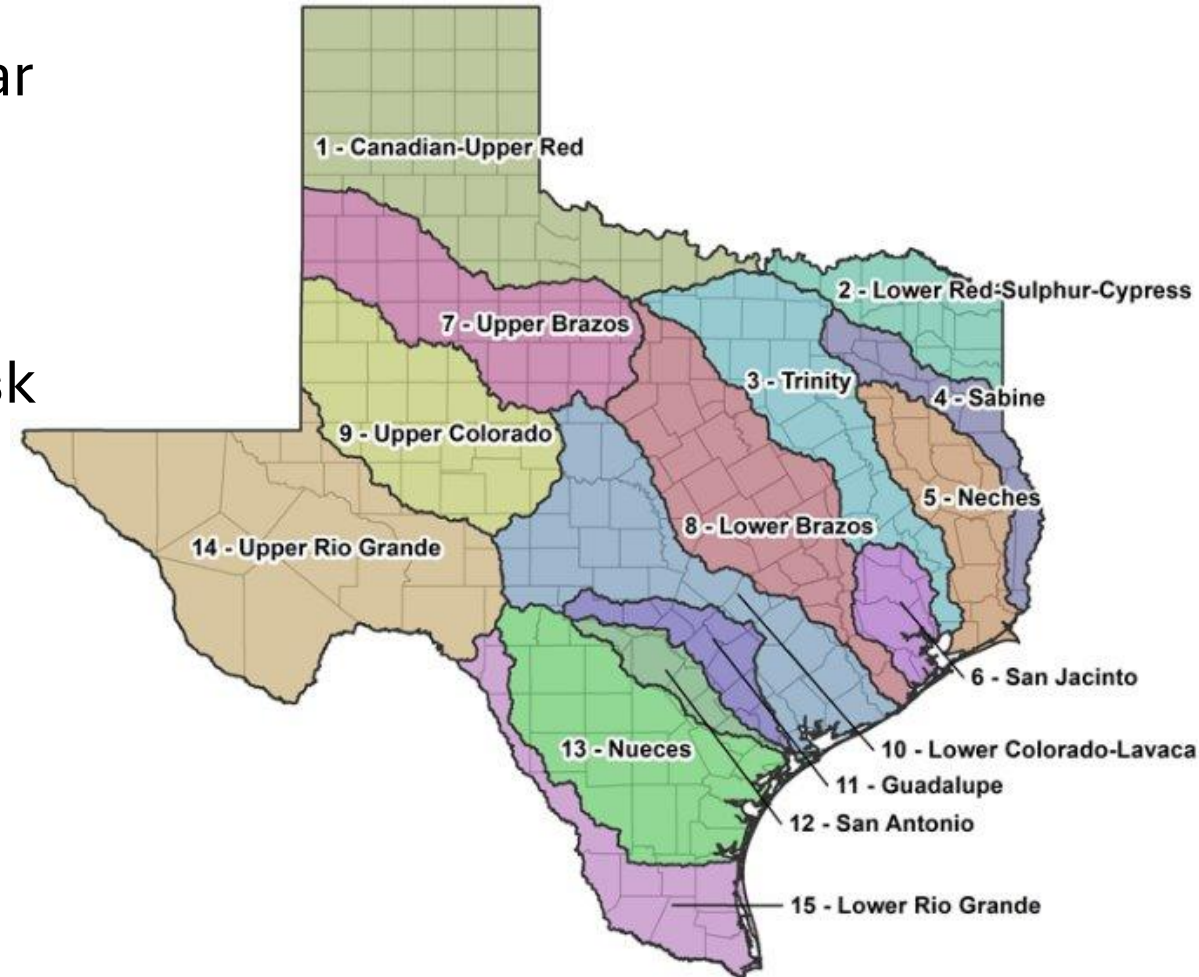 ar
1 - Canadian-Upper Red
2 - Lower Red-Sulphur-Cypress
7 - Upper Brazos
3 - Trinity
sk
4 - Sabine
9 - Upper Colorado
5 - Neches
8 - Lower Brazos
14 - Upper Rio Grande
6 - San Jacinto
13 - Nueces
10 - Lower Colorado-Lavaca
11 - Guadalupe
12 - San Antonio
15 - Lower Rio Grande